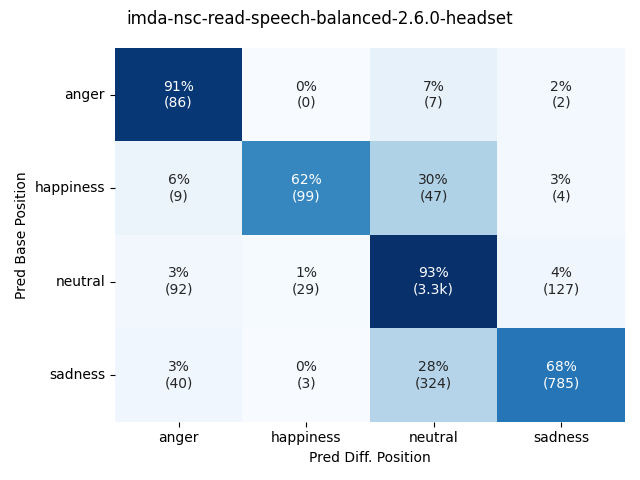 imda-nsc-read-speech-balanced-2.6.0-headset
Pred Base Position
anger
91%
(86)
0%
(0)
7%
(7)
2%
(2)
happiness
6%
(9)
62%
(99)
30%
(47)
3%
(4)
neutral
3%
(92)
1%
(29)
93%
(3.3k)
4%
(127)
sadness
3%
(40)
0%
(3)
28%
(324)
68%
(785)
anger
happiness
neutral
sadness
Pred Diff. Position